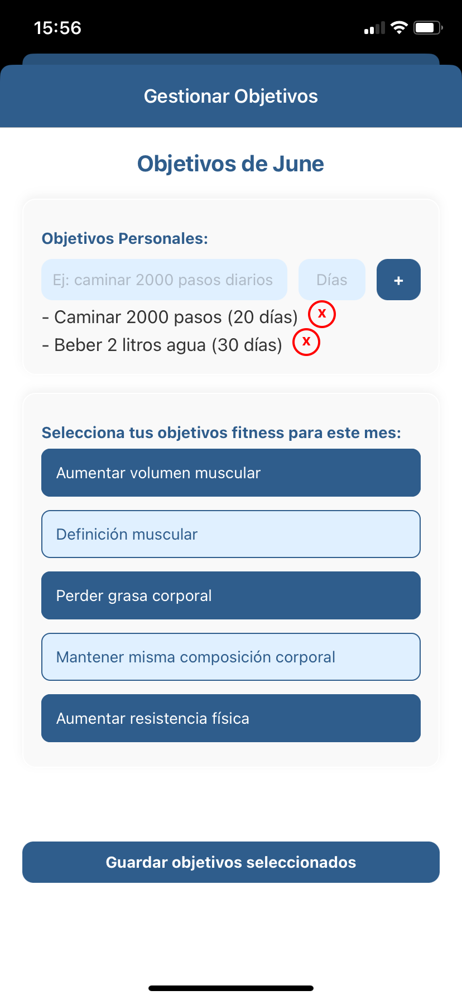 15:56
Gestionar Objetivos
Objetivos de June
Objetivos Personales:
Ej: caminar 2000 pasos diarios Días +
- Caminar 2000 pasos (20 días) x
- Beber 2 litros agua (30 días) x
Selecciona tus objetivos fitness para este mes:
Aumentar volumen muscular
Definición muscular
Perder grasa corporal
Mantener misma composición corporal
Aumentar resistencia física
Guardar objetivos seleccionados